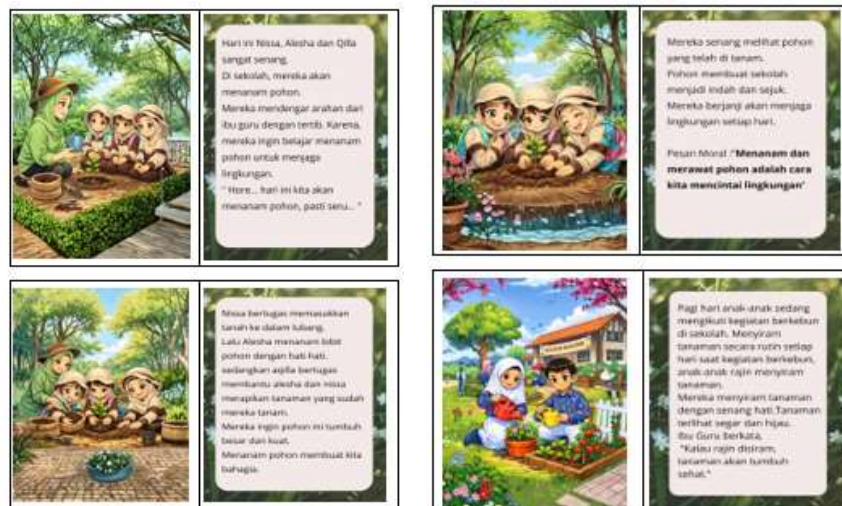 Hari ini Nissa, Alesha dan Qilla
sangat senang.
Di sekolah, mereka akan
menanam pohon.
Mereka mendengar arahan dari
ibu guru dengan tertib. Karena,
mereka ingin belajar menanam
pohon untuk menjaga
lingkungan.
" Hore... hari ini kita akan
menanam pohon, pasti seru... "
Nissa bertugas memasukkan
tanah ke dalam lubang.
Lalu Alesha menanam bibit
pohon dengan hati hati.
sedangkan aqilla bertugas
membantu alesha dan nissa
merapikan tanaman yang sudah
mereka tanam.
Mereka ingin pohon ini tumbuh
besar dan kuat.
Menanam pohon membuat kita
bahagia.
Mereka senang melihat pohon
yang telah di tanam.
Pohon membuat sekolah
menjadi indah dan sejuk.
Mereka berjanji akan menjaga
lingkungan setiap hari.
Pesan Moral :"Menanam dan
merawat pohon adalah cara
kita mencintai lingkungan"
Pagi hari anak-anak sedang
mengikuti kegiatan berkebun
di sekolah. Menyiram
tanaman secara rutin setiap
hari saat kegiatan berkebun,
anak-anak rajin menyiram
tanaman.
Mereka menyiram tanaman
dengan senang hati.Tanaman
terlihat segar dan hijau.
Ibu Guru berkata,
"Kalau rajin disiram,
tanaman akan tumbuh
sehat."